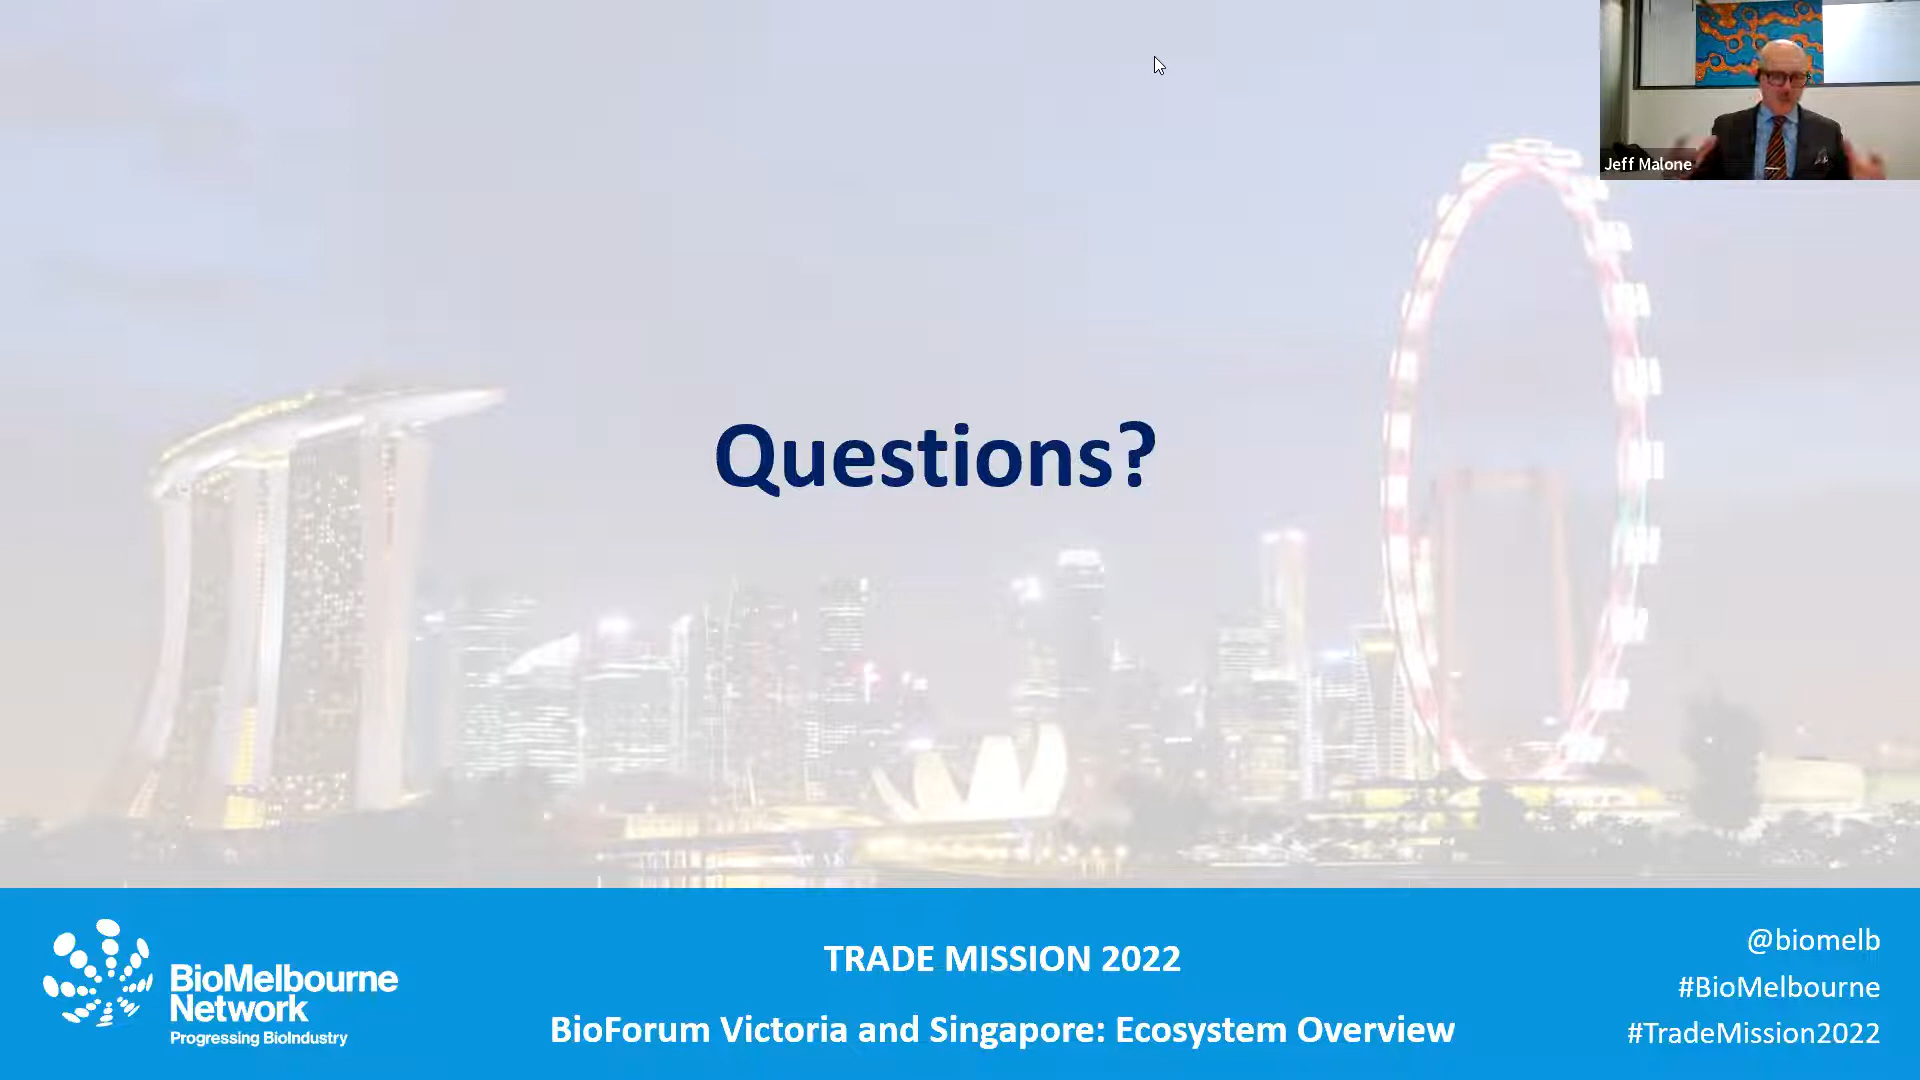 Jeff Malone
Questions?
BioMelbourne
Network
Progressing BioIndustry
TRADE MISSION 2022
BioForum Victoria and Singapore: Ecosystem Overview
@biomelb
#BioMelbourne
#TradeMission2022